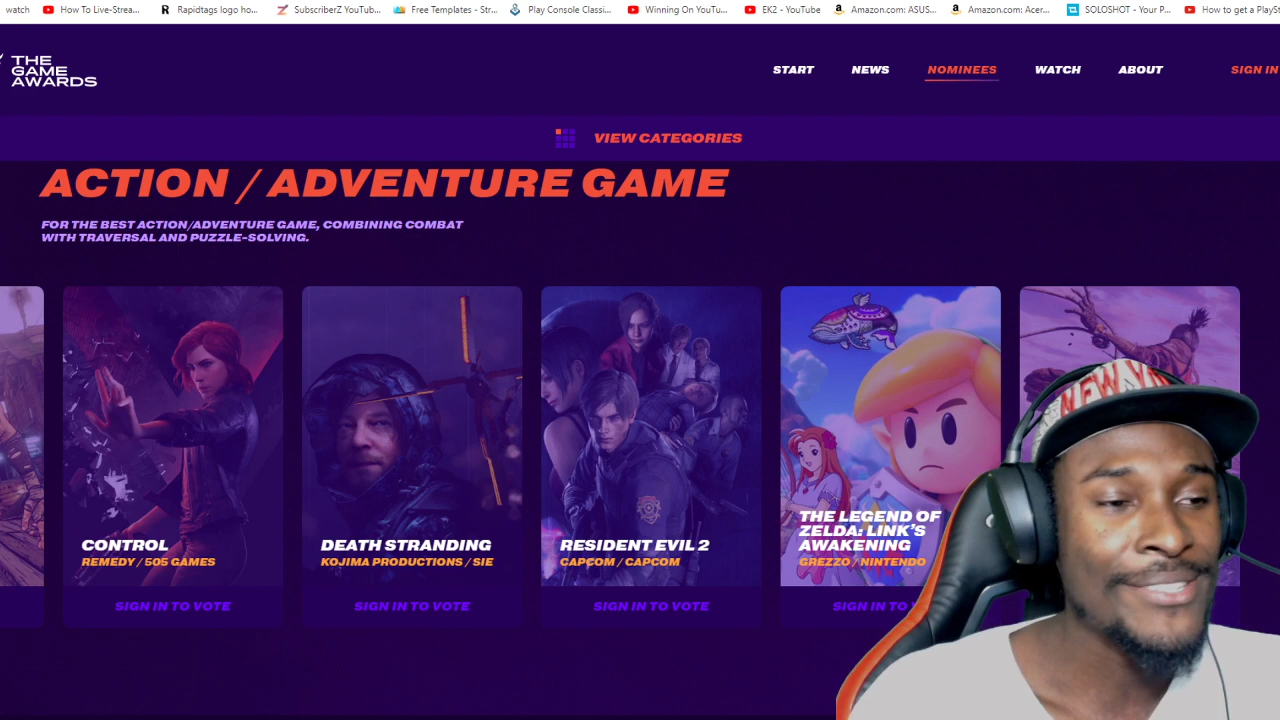 watch
How To Live-Strea...
Rapidtags logo ho...
SubscriberZ YouTub...
Free Templates - Str...
Play Console Classi...
Winning On YouTu...
EK2 - YouTube
Amazon.com: ASUS...
Amazon.com: Acer...
SOLOSHOT - Your P...
How to get a PlaySt
THE
GAME
AWARDS
START
NEWS
NOMINEES
WATCH
ABOUT
SIGN IN
VIEW CATEGORIES
ACTION / ADVENTURE GAME
FOR THE BEST ACTION/ADVENTURE GAME, COMBINING COMBAT
WITH TRAVERSAL AND PUZZLE-SOLVING.
CONTROL
REMEDY / 505 GAMES
SIGN IN TO VOTE
DEATH STRANDING
KOJIMA PRODUCTIONS / SIE
SIGN IN TO VOTE
RESIDENT EVIL 2
CAPCOM / CAPCOM
SIGN IN TO VOTE
THE LEGEND OF
ZELDA: LINK'S
AWAKENING
GREZZO / NINTENDO
SIGN IN TO
NEW